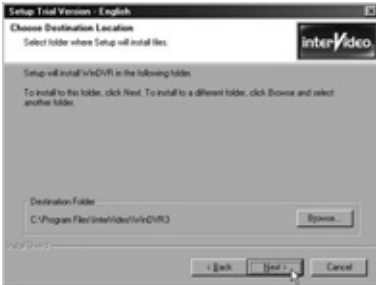 Setup Trial Version - English
Choose Destination Location
Select folder where Setup will install files.
interVideo
Setup will install WinDVR in the following folder.
To install to this folder, click Next. To install to a different folder, click Browse and select
another folder.
Destination Folder
C:\Program Files\InterVideo\WinDVR3
Browse...
InstallShield
< Back
Next >
Cancel